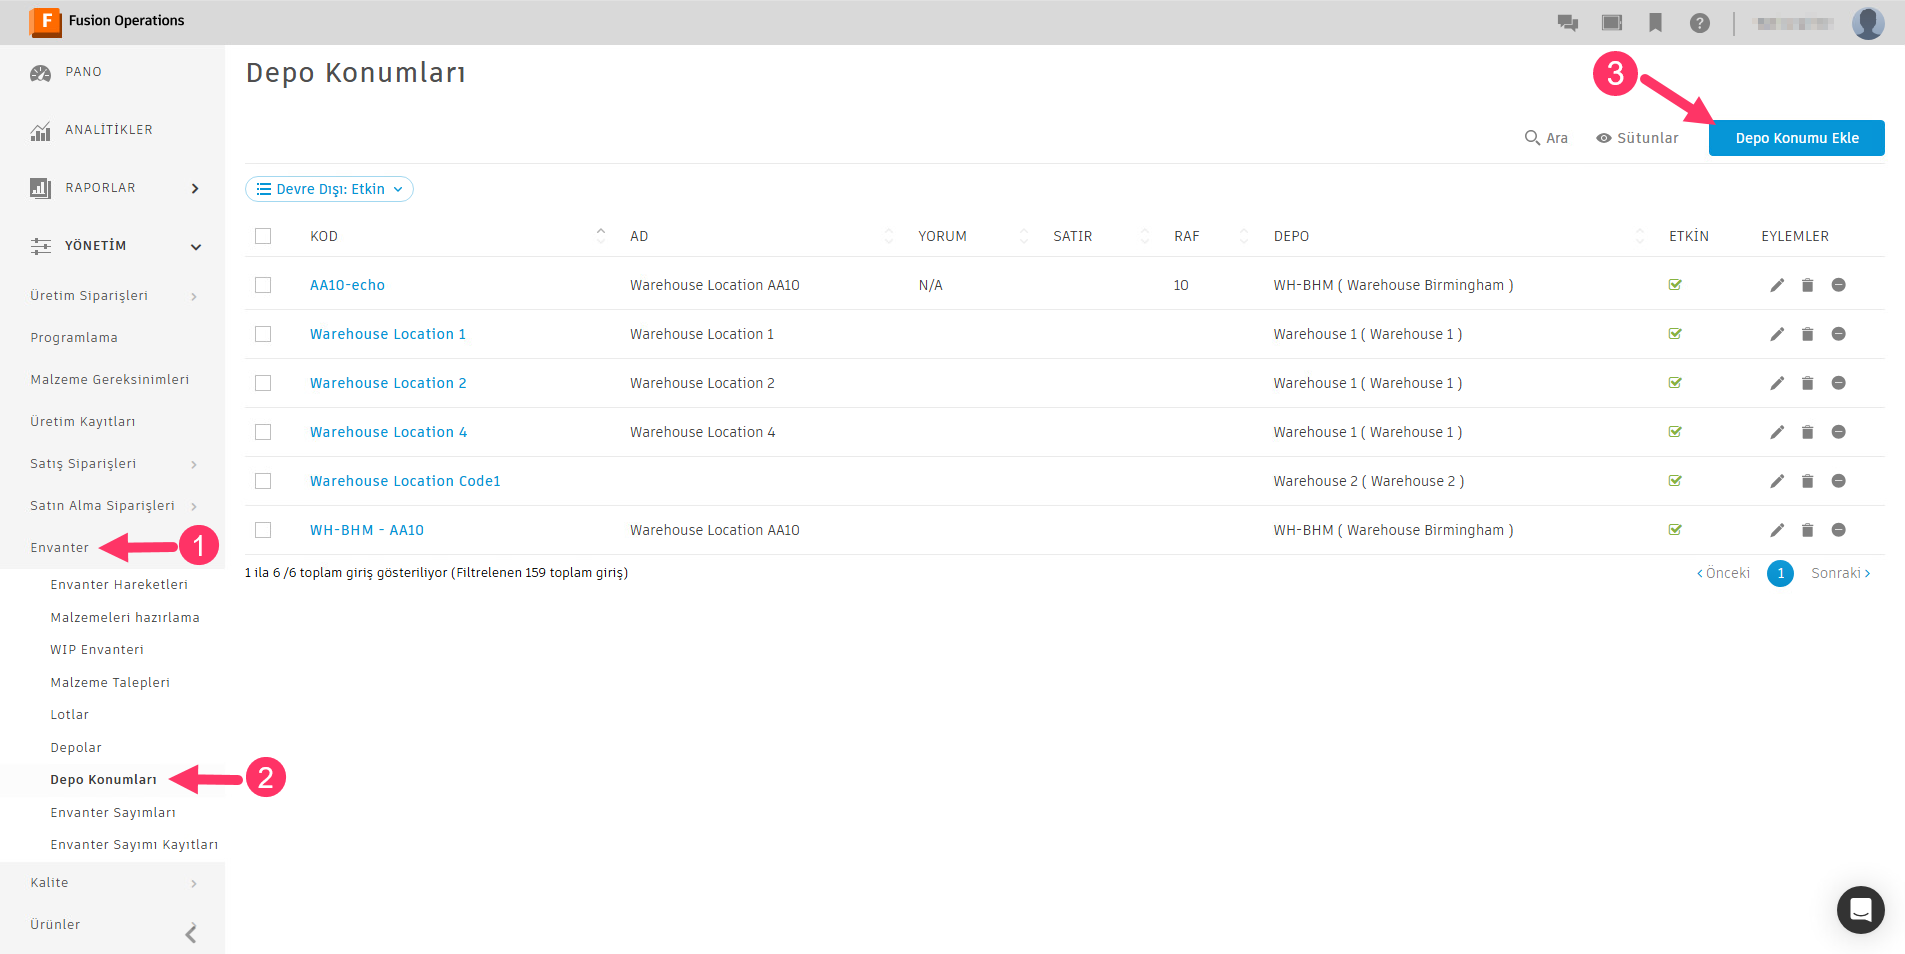 F Fusion Operations
PANO
ANALİTİKLER
RAPORLAR
YÖNETİM
Üretim Siparişleri
Programlama
Malzeme Gereksinimleri
Üretim Kayıtları
Satış Siparişleri
Satın Alma Siparişleri
Envanter
1
Envanter Hareketleri
Malzemeleri hazırlama
WIP Envanteri
Malzeme Talepleri
Lotlar
Depolar
Depo Konumları
2
Envanter Sayımları
Envanter Sayımı Kayıtları
Kalite
Ürünler
Depo Konumları
3
Ara Sütunlar Depo Konumu Ekle
Devre Dışı: Etkin
KOD AD YORUM SATIR RAF DEPO ETKİN EYLEMLER
AA10-echo Warehouse Location AA10 N/A 10 WH-BHM ( Warehouse Birmingham )
Warehouse Location 1 Warehouse Location 1 Warehouse 1 ( Warehouse 1 )
Warehouse Location 2 Warehouse Location 2 Warehouse 1 ( Warehouse 1 )
Warehouse Location 4 Warehouse Location 4 Warehouse 1 ( Warehouse 1 )
Warehouse Location Code1 Warehouse 2 ( Warehouse 2 )
WH-BHM - AA10 Warehouse Location AA10 WH-BHM ( Warehouse Birmingham )
1 ila 6 /6 toplam giriş gösteriliyor (Filtrelenen 159 toplam giriş)
Önceki 1 Sonraki